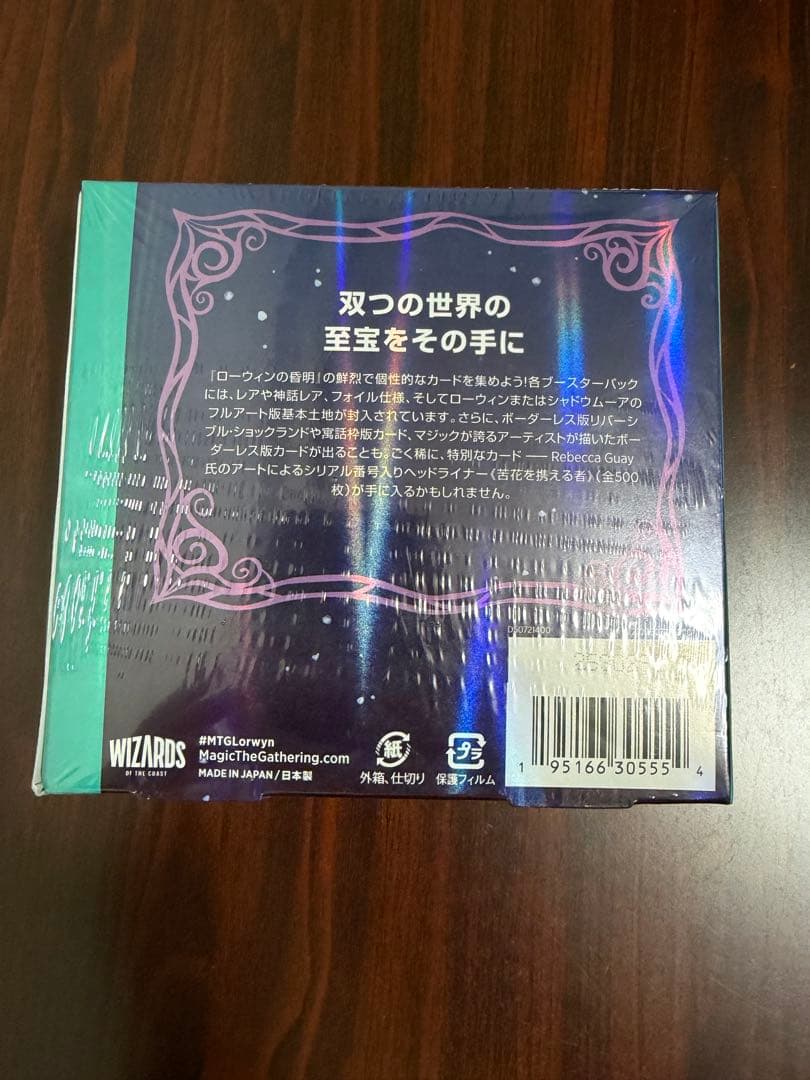 双つの世界の
至宝をその手に
『ローウィンの昏明』の鮮烈で個性的なカードを集めよう!各ブースターパック
には、レアや神話レア、フォイル仕様、そしてローウィンまたはシャドウムーアの
フルアート版基本土地が封入されています。さらに、ボーダーレス版リバーシ
ブル・ショックランドや寓話枠版カード、マジックが誇るアーティストが描いたボー
ダーレス版カードが出ることも。ごく稀に、特別なカード ── Rebecca Guay
氏のアートによるシリアル番号入りヘッドライナー《苦花を携える者》(全500
枚)が手に入るかもしれません。
D50721400
WIZARDS
OF THE COAST
#MTGLorwyn
MagicTheGathering.com
MADE IN JAPAN / 日本製
紙
外箱、仕切り
プラ
保護フィルム
1 95166 30555 4